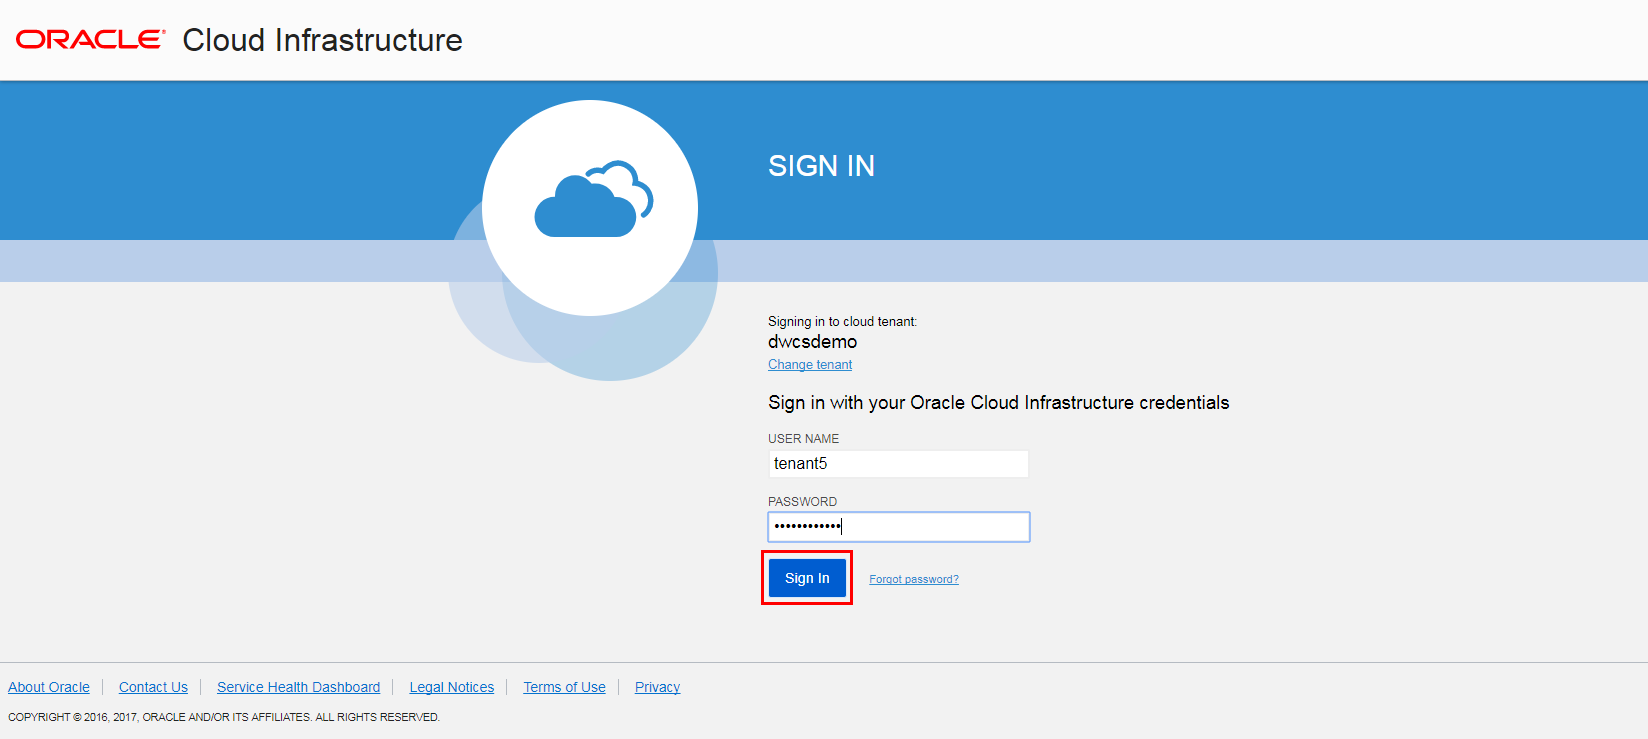 ORACLE® Cloud Infrastructure
SIGN IN
Signing in to cloud tenant:
dwcsdemo
Change tenant
Sign in with your Oracle Cloud Infrastructure credentials
USER NAME
tenant5
PASSWORD
••••••••••••
Sign In Forgot password?
About Oracle Contact Us Service Health Dashboard Legal Notices Terms of Use Privacy
COPYRIGHT © 2016, 2017, ORACLE AND/OR ITS AFFILIATES. ALL RIGHTS RESERVED.